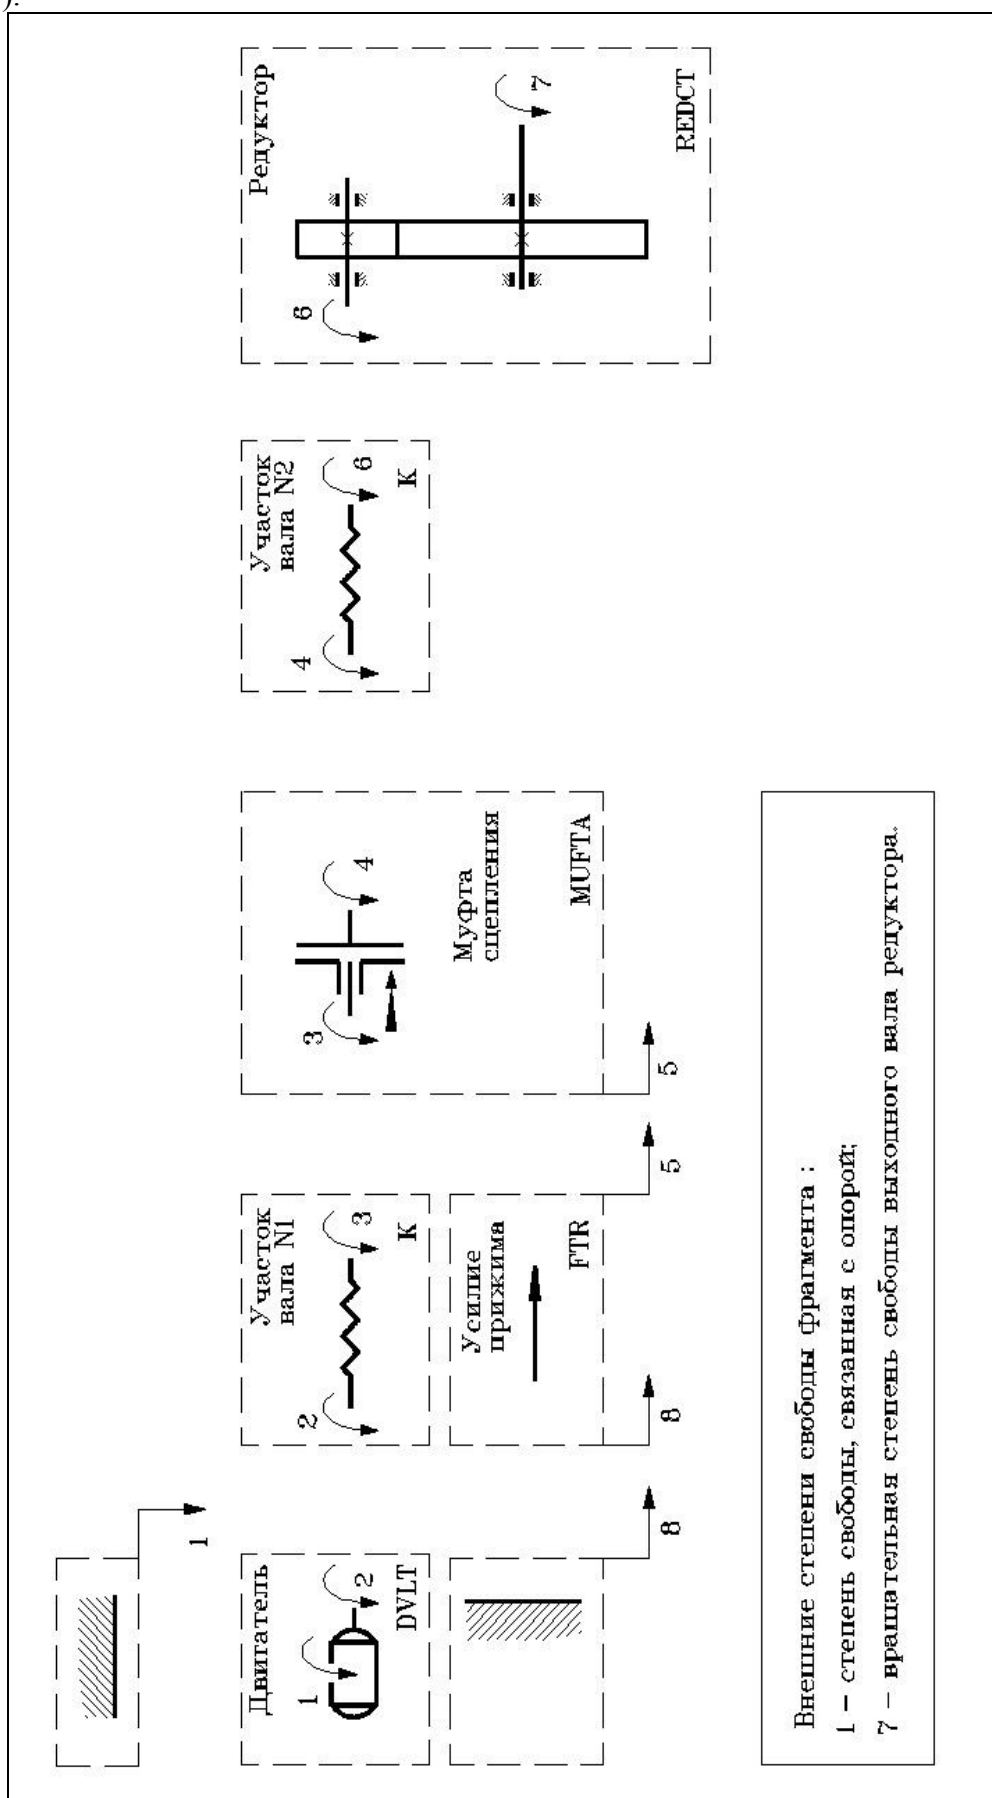 ).
1
Двигатель
1
2
DVLT
8
Участок
вала N1
2
3
K
Усилие
прижима
FTR
8
5
3
4
Муфта
сцепления
MUFTA
5
Участок
вала N2
4
6
K
Редуктор
6
7
REDCT
Внешние степени свободы фрагмента :
1 – степень свободы, связанная с опорой;
7 – вращательная степень свободы выходного вала редуктора.